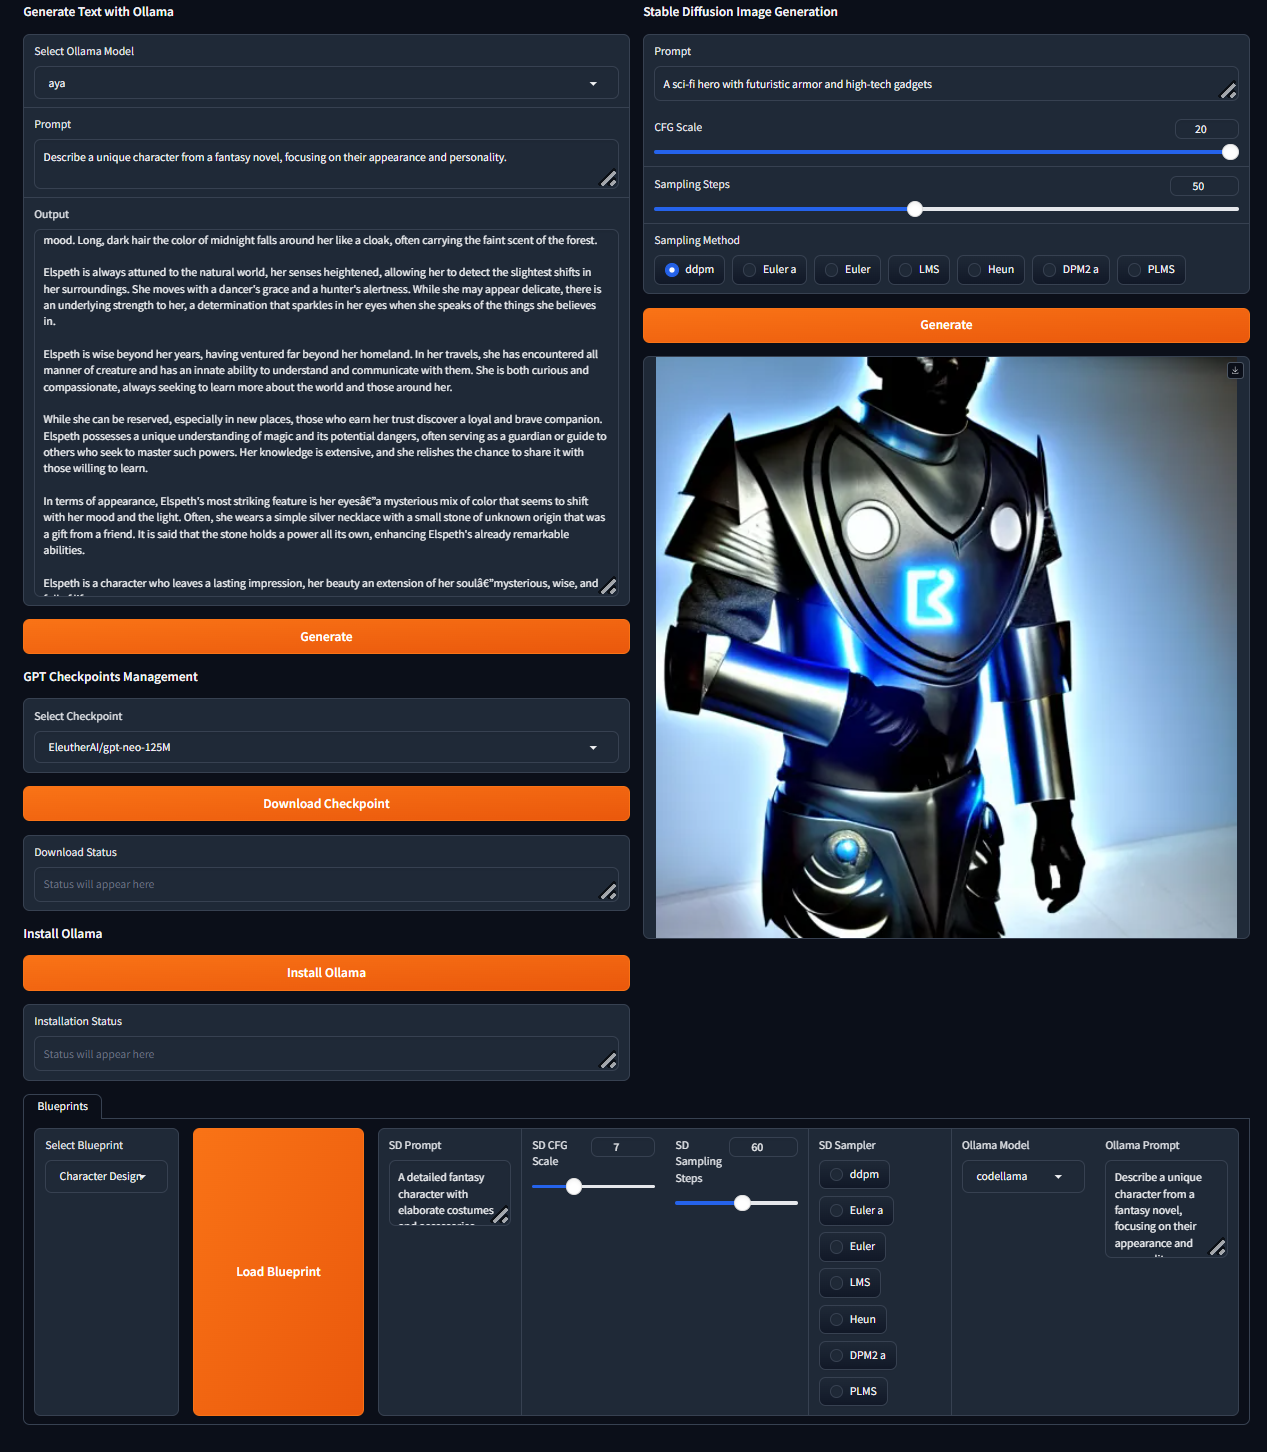 Generate Text with Ollama
Select Ollama Model
aya
Prompt
Describe a unique character from a fantasy novel, focusing on their appearance and personality.
Output
mood. Long, dark hair the color of midnight falls around her like a cloak, often carrying the faint scent of the forest.
Elspeth is always attuned to the natural world, her senses heightened, allowing her to detect the slightest shifts in
her surroundings. She moves with a dancer's grace and a hunter's alertness. While she may appear delicate, there is
an underlying strength to her, a determination that sparkles in her eyes when she speaks of the things she believes
in.
Elspeth is wise beyond her years, having ventured far beyond her homeland. In her travels, she has encountered all
manner of creature and has an innate ability to understand and communicate with them. She is both curious and
compassionate, always seeking to learn more about the world and those around her.
While she can be reserved, especially in new places, those who earn her trust discover a loyal and brave companion.
Elspeth possesses a unique understanding of magic and its potential dangers, often serving as a guardian or guide to
others who seek to master such powers. Her knowledge is extensive, and she relishes the chance to share it with
those willing to learn.
In terms of appearance, Elspeth's most striking feature is her eyesâ€”a mysterious mix of color that seems to shift
with her mood and the light. Often, she wears a simple silver necklace with a small stone of unknown origin that was
a gift from a friend. It is said that the stone holds a power all its own, enhancing Elspeth's already remarkable
abilities.
Elspeth is a character who leaves a lasting impression, her beauty an extension of her soulâ€”mysterious, wise, and
Generate
GPT Checkpoints Management
Select Checkpoint
EleutherAI/gpt-neo-125M
Download Checkpoint
Download Status
Status will appear here
Install Ollama
Install Ollama
Installation Status
Status will appear here
Stable Diffusion Image Generation
Prompt
A sci-fi hero with futuristic armor and high-tech gadgets
CFG Scale
20
Sampling Steps
50
Sampling Method
ddpm
Euler a
Euler
LMS
Heun
DPM2 a
PLMS
Generate
Blueprints
Select Blueprint
Character Design
Load Blueprint
SD Prompt
A detailed fantasy
character with
elaborate costumes
and accessories
SD CFG
Scale
7
SD
Sampling
Steps
60
SD Sampler
ddpm
Euler a
Euler
LMS
Heun
DPM2 a
PLMS
Ollama Model
codellama
Ollama Prompt
Describe a unique
character from a
fantasy novel,
focusing on their
appearance and